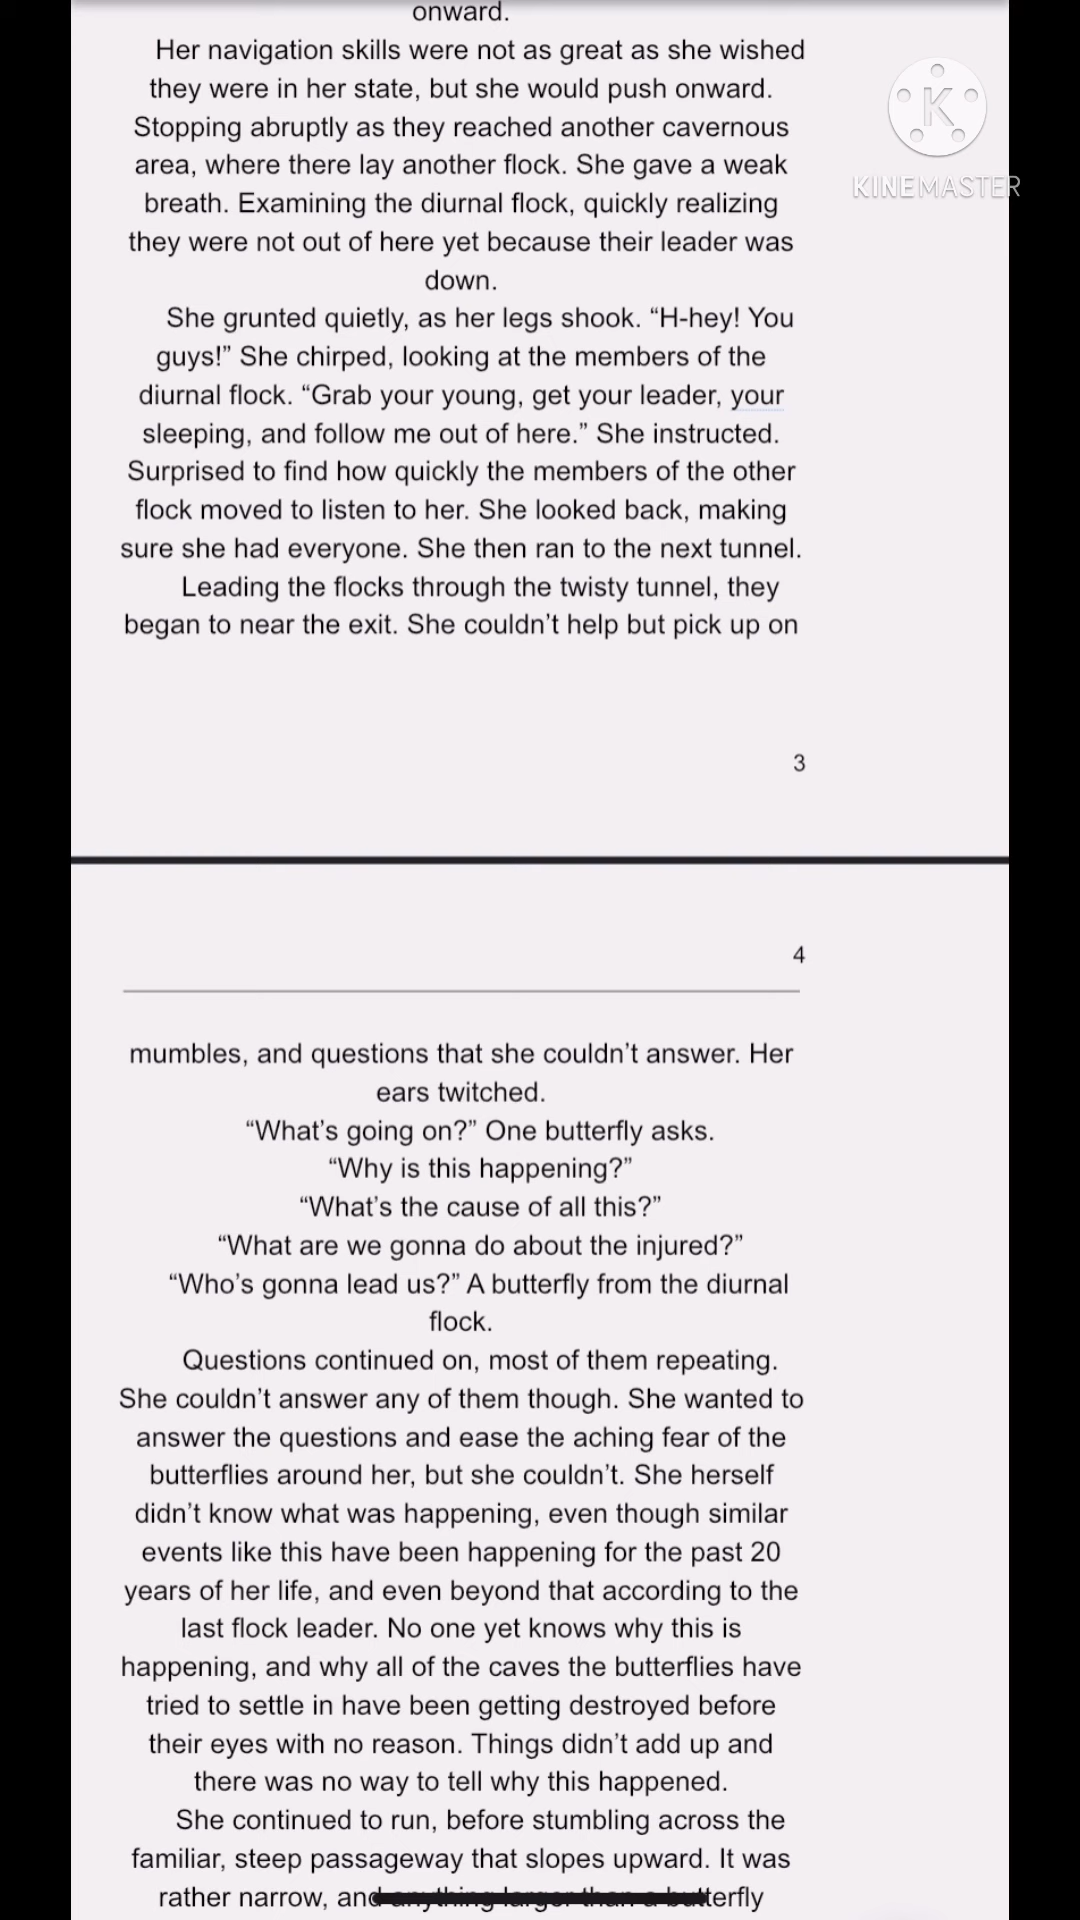 onward.
Her navigation skills were not as great as she wished
they were in her state, but she would push onward.
Stopping abruptly as they reached another cavernous
area, where there lay another flock. She gave a weak
breath. Examining the diurnal flock, quickly realizing
they were not out of here yet because their leader was
down.
She grunted quietly, as her legs shook. “H-hey! You
guys!” She chirped, looking at the members of the
diurnal flock. “Grab your young, get your leader, your
sleeping, and follow me out of here.” She instructed.
Surprised to find how quickly the members of the other
flock moved to listen to her. She looked back, making
sure she had everyone. She then ran to the next tunnel.
Leading the flocks through the twisty tunnel, they
began to near the exit. She couldn’t help but pick up on
3
4
mumbles, and questions that she couldn’t answer. Her
ears twitched.
“What’s going on?” One butterfly asks.
“Why is this happening?”
“What’s the cause of all this?”
“What are we gonna do about the injured?”
“Who’s gonna lead us?” A butterfly from the diurnal
flock.
Questions continued on, most of them repeating.
She couldn’t answer any of them though. She wanted to
answer the questions and ease the aching fear of the
butterflies around her, but she couldn’t. She herself
didn’t know what was happening, even though similar
events like this have been happening for the past 20
years of her life, and even beyond that according to the
last flock leader. No one yet knows why this is
happening, and why all of the caves the butterflies have
tried to settle in have been getting destroyed before
their eyes with no reason. Things didn’t add up and
there was no way to tell why this happened.
She continued to run, before stumbling across the
familiar, steep passageway that slopes upward. It was
rather narrow, and anything larger than a butterfly
K
KINEMASTER